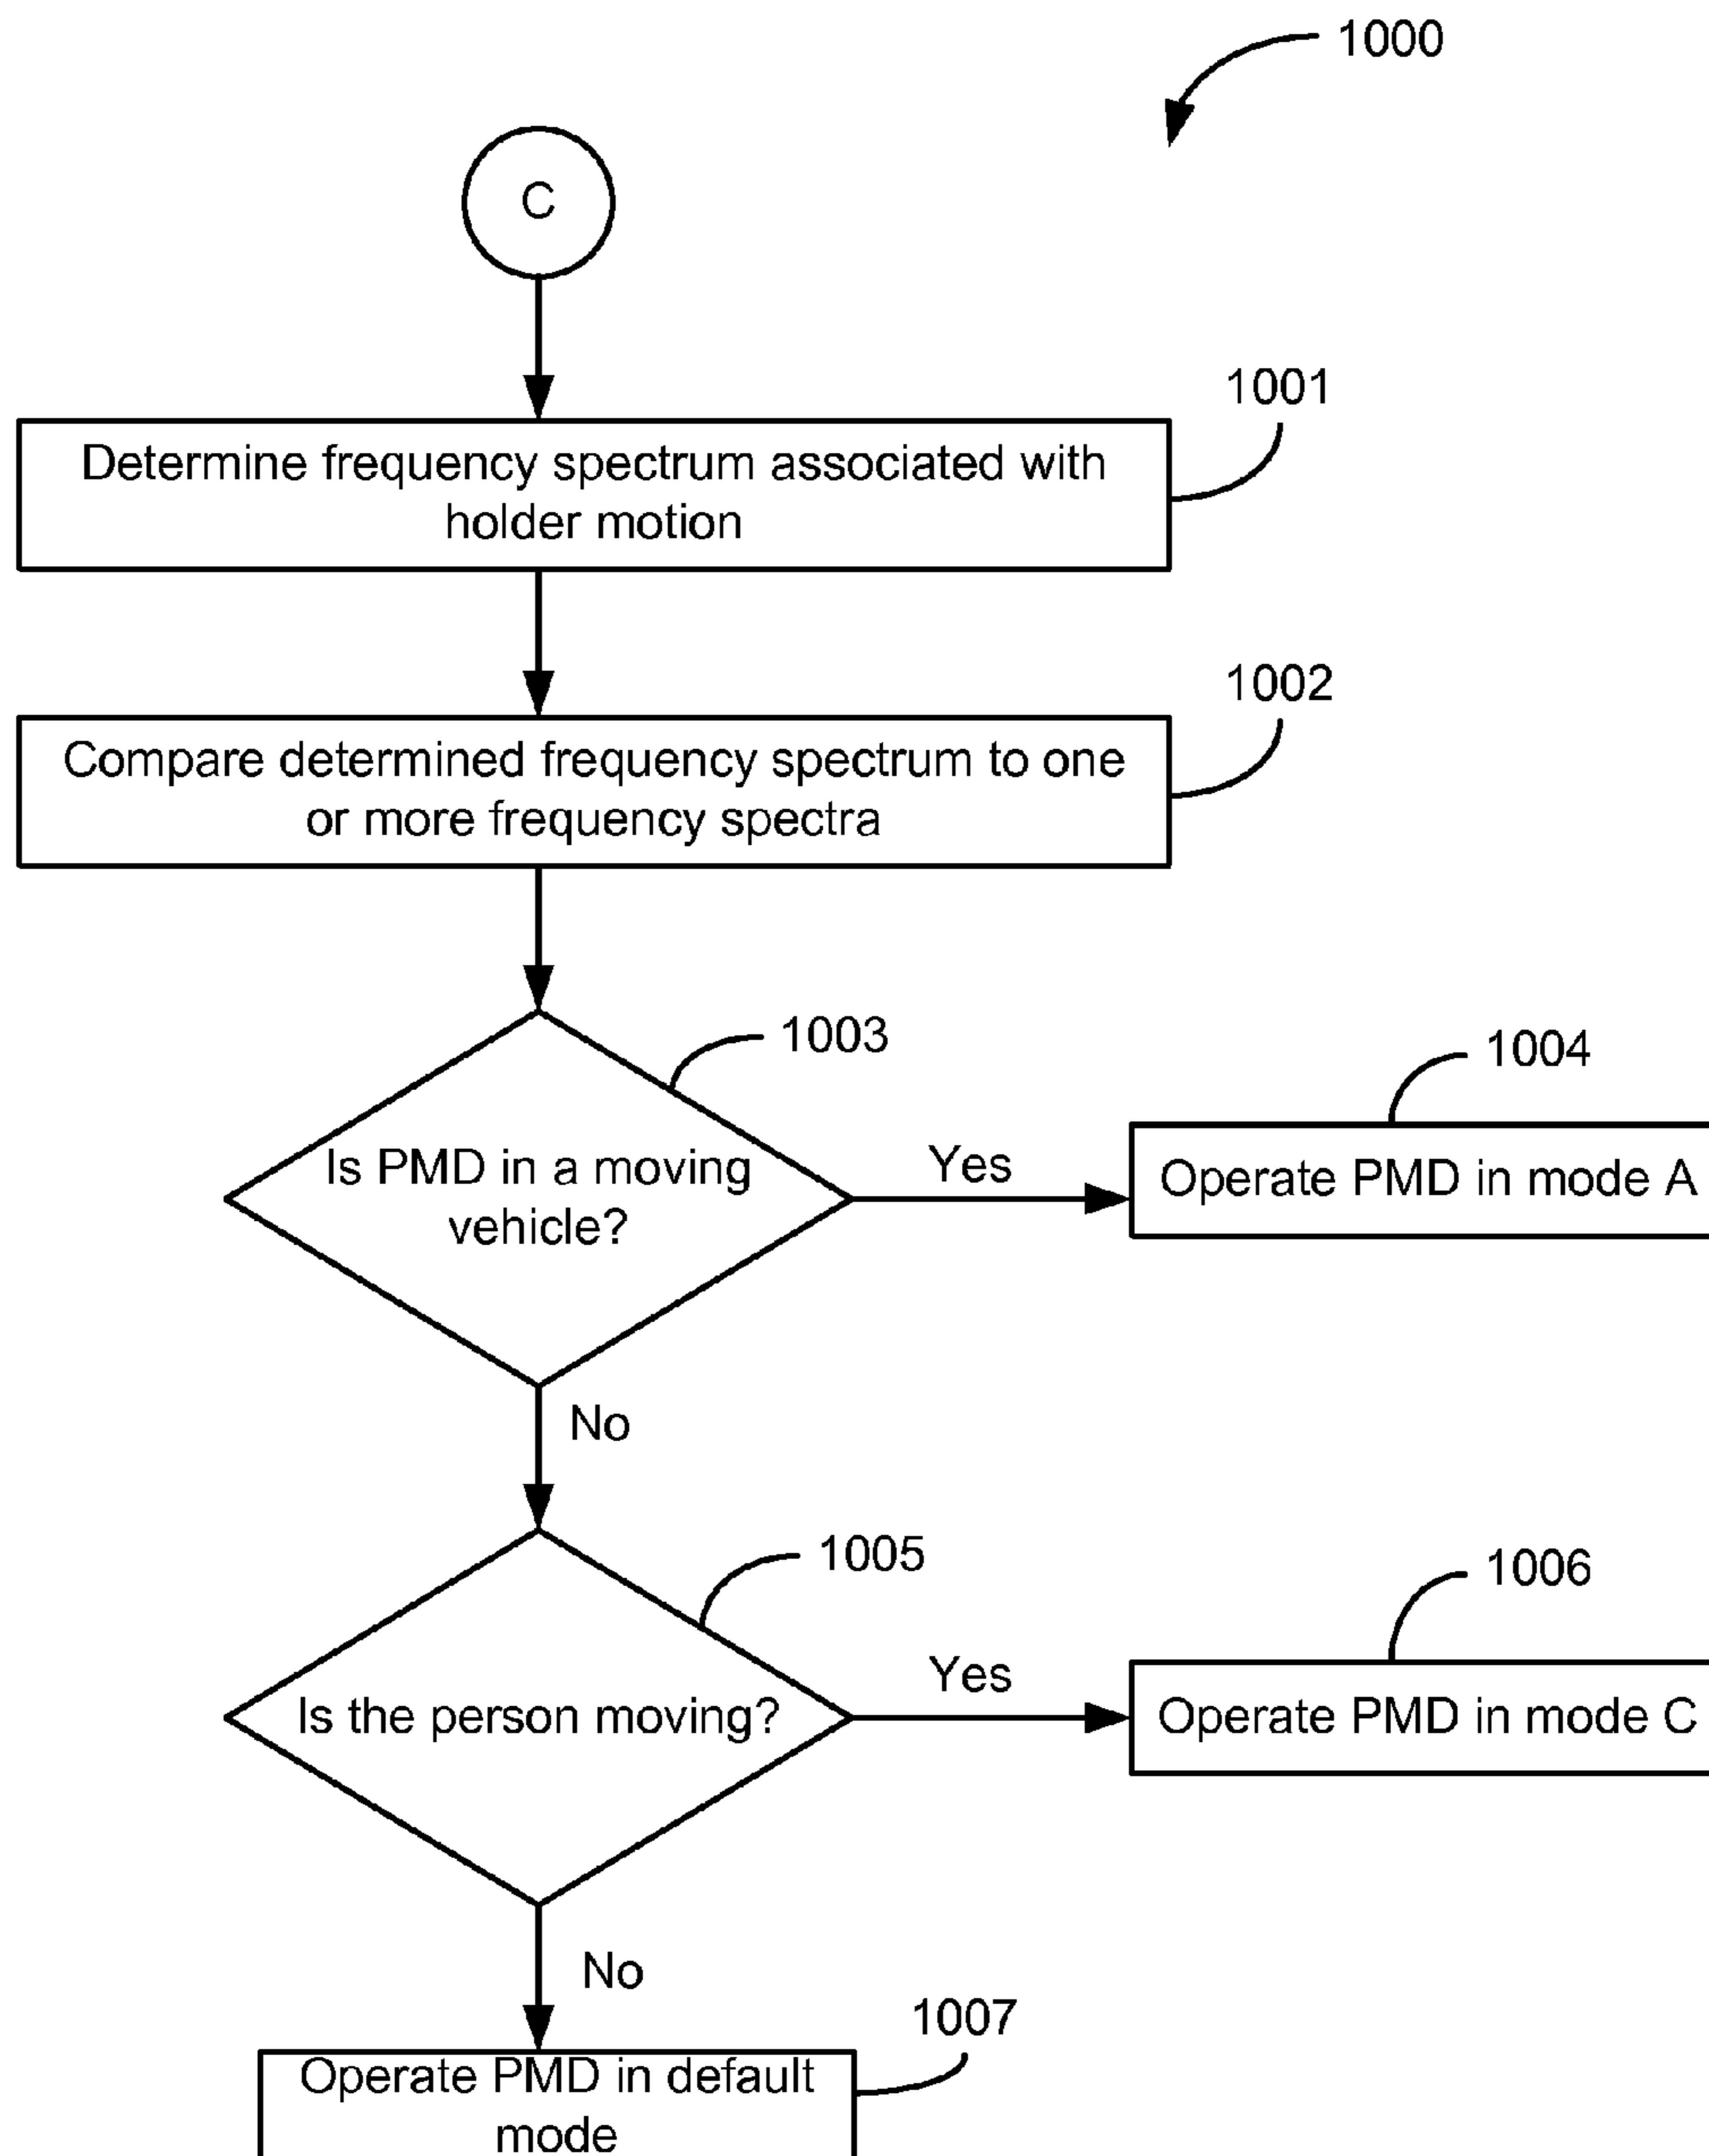 1000
C
1001
Determine frequency spectrum associated with
holder motion
1002
Compare determined frequency spectrum to one
or more frequency spectra
1003
1004
Is PMD in a moving
vehicle?
Yes
Operate PMD in mode A
No
1005
1006
Is the person moving?
Yes
Operate PMD in mode C
No
1007
Operate PMD in default
mode